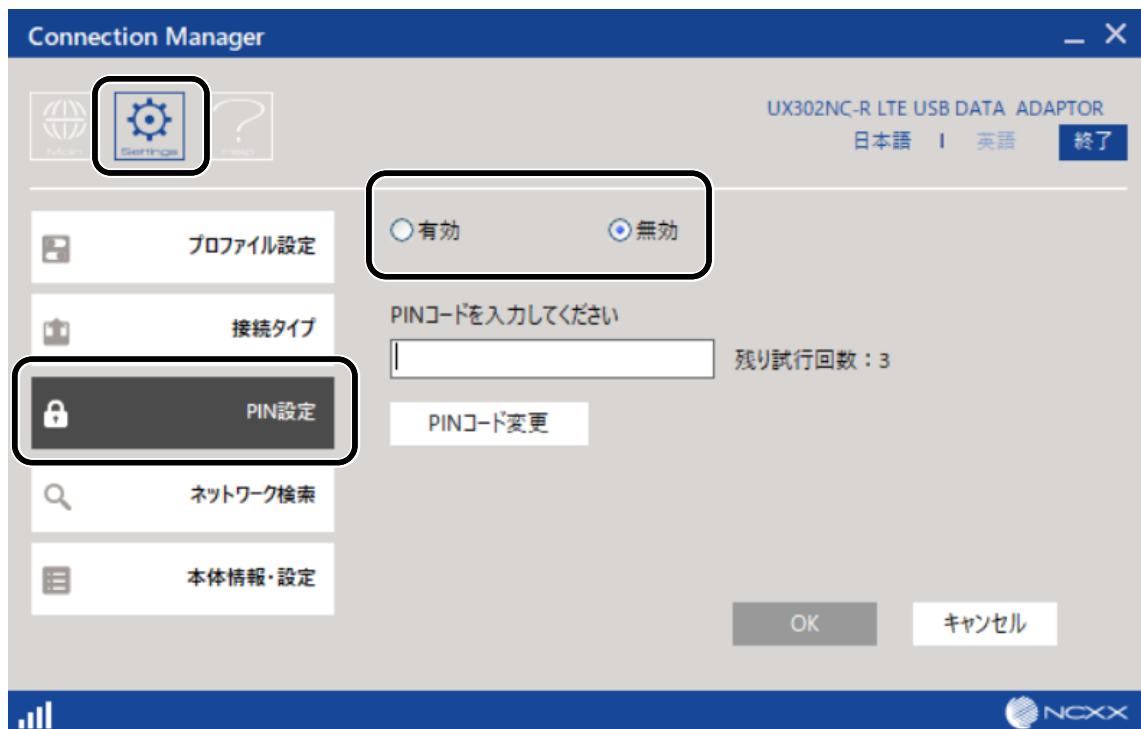 Connection Manager
Main
Settings
Help
UX302NC-R LTE USB DATA ADAPTOR
日本語 | 英語 終了
プロファイル設定
接続タイプ
PIN設定
ネットワーク検索
本体情報・設定
有効 無効
PINコードを入力してください
残り試行回数：3
PINコード変更
OK キャンセル
NCXX